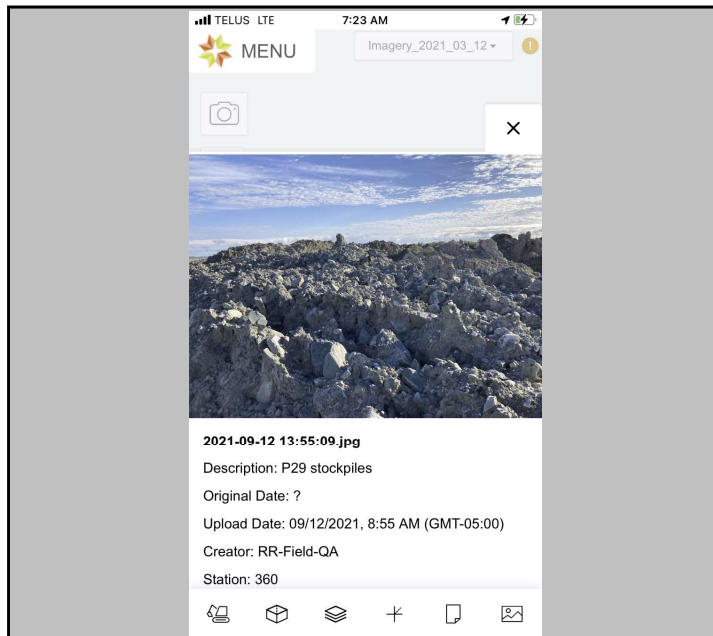 TELUS LTE 7:23 AM
MENU
Imagery_2021_03_12
2021-09-12 13:55:09.jpg
Description: P29 stockpiles
Original Date: ?
Upload Date: 09/12/2021, 8:55 AM (GMT-05:00)
Creator: RR-Field-QA
Station: 360